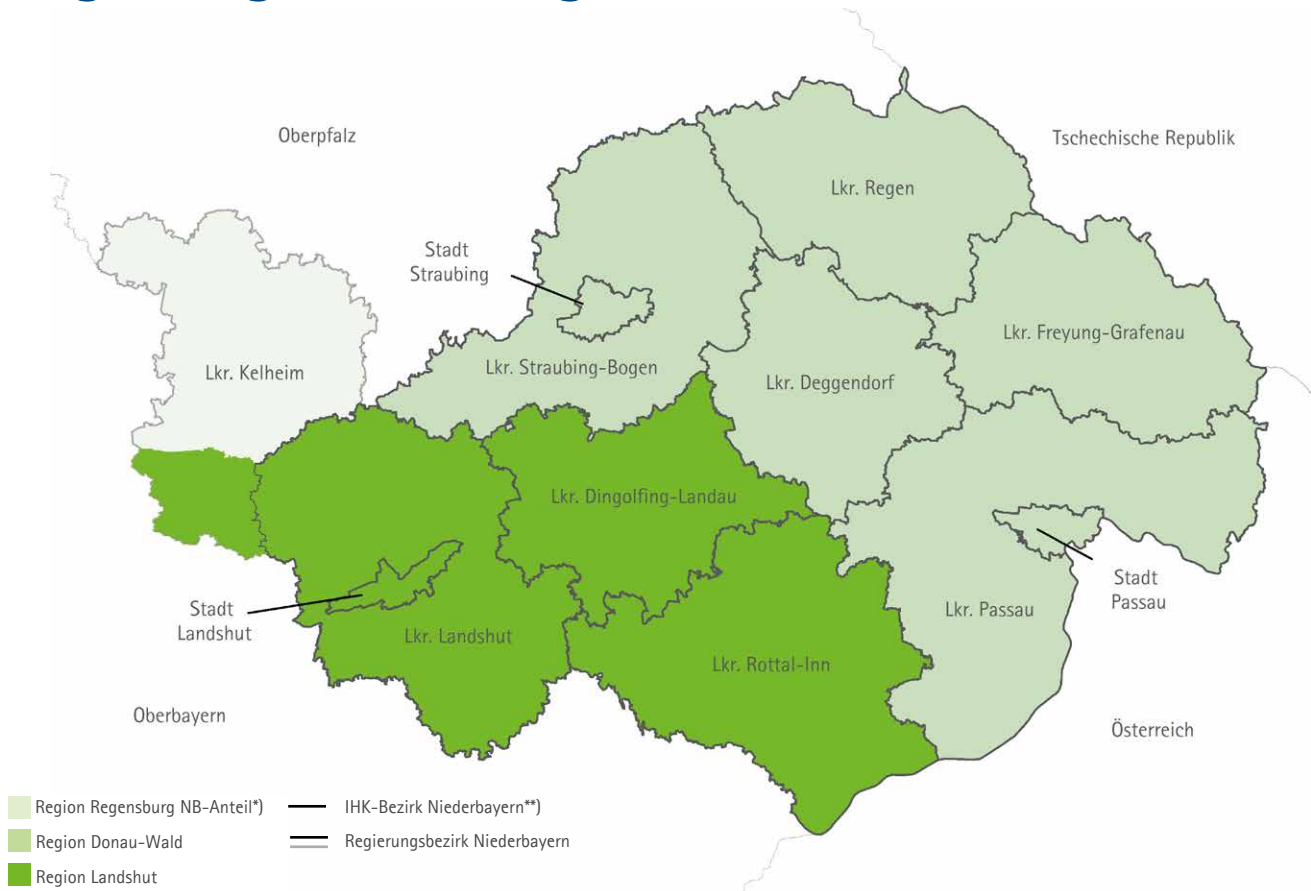 Oberpfalz
Tschechische Republik
Lkr. Regen
Stadt
Straubing
Lkr. Freyung-Grafenau
Lkr. Kelheim
Lkr. Straubing-Bogen
Lkr. Deggendorf
Lkr. Dingolfing-Landau
Stadt
Passau
Stadt
Landshut
Lkr. Landshut
Lkr. Passau
Lkr. Rottal-Inn
Oberbayern
Österreich
Region Regensburg NB-Anteil*)
IHK-Bezirk Niederbayern**)
Region Donau-Wald
Regierungsbezirk Niederbayern
Region Landshut